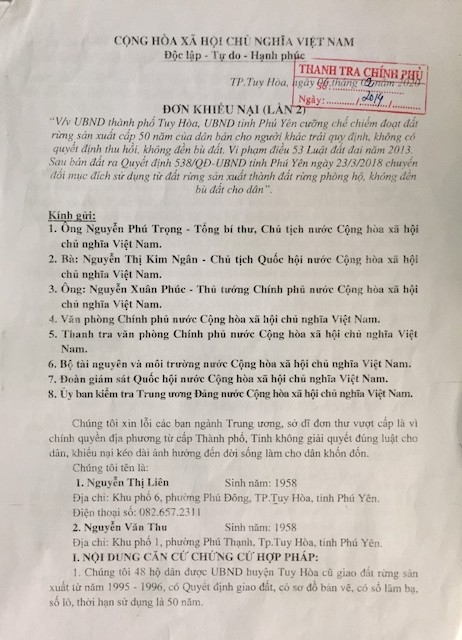 CỘNG HÒA XÃ HỘI CHỦ NGHĨA VIỆT NAM
Độc lập - Tự do - Hạnh phúc
THANH TRA CHÍNH PHỦ
TP.Tuy Hòa, ngày năm 2020
Số:
Ngày:
ĐƠN KHIẾU NẠI (LẦN 2)
"V/v UBND thành phố Tuy Hòa, UBND tỉnh Phú Yên cưỡng chế chiếm đoạt đất
rừng sản xuất cấp 50 năm của dân bán cho người khác trái quy định, không có
quyết định thu hồi, không đền bù đất. Vi phạm điều 53 Luật đất đai năm 2013.
Sau bán đất ra Quyết định 538/QĐ-UBND tỉnh Phú Yên ngày 23/3/2018 chuyển
đổi mục đích sử dụng từ đất rừng sản xuất thành đất rừng phòng hộ, không đền
bù đất cho dân".
Kính gửi:
1. Ông Nguyễn Phú Trọng - Tổng bí thư, Chủ tịch nước Cộng hòa xã hội
chủ nghĩa Việt Nam.
2. Bà: Nguyễn Thị Kim Ngân - Chủ tịch Quốc hội nước Cộng hòa xã hội
chủ nghĩa Việt Nam.
3. Ông: Nguyễn Xuân Phúc - Thủ tướng Chính phủ nước Cộng hòa xã hội
chủ nghĩa Việt Nam.
4. Văn phòng Chính phủ nước Cộng hòa xã hội chủ nghĩa Việt Nam.
5. Thanh tra văn phòng Chính phủ nước Cộng hòa xã hội chủ nghĩa Việt
Nam.
6. Bộ tài nguyên và môi trường nước Cộng hòa xã hội chủ nghĩa Việt Nam.
7. Đoàn giám sát Quốc hội nước Cộng hòa xã hội chủ nghĩa Việt Nam.
8. Ủy ban kiểm tra Trung ương Đảng nước Cộng hòa xã hội chủ nghĩa Việt Nam.
Chúng tôi xin lỗi các ban ngành Trung ương, sở dĩ đơn thư vượt cấp là vì
chính quyền địa phương từ cấp Thành phố, Tỉnh không giải quyết đúng luật cho
dân, khiếu nại kéo dài ảnh hưởng đến đời sống làm cho dân khốn đốn.
Chúng tôi tên là:
1. Nguyễn Thị Liên Sinh năm: 1958
Địa chỉ: Khu phố 6, phường Phú Đông, TP.Tuy Hòa, tỉnh Phú Yên.
Điện thoại số: 082.657.2311
2. Nguyễn Văn Thu Sinh năm: 1958
Địa chỉ: Khu phố 1, phường Phú Thạnh, Tp.Tuy Hòa, tỉnh Phú Yên.
I. NỘI DUNG CĂN CỨ CHỨNG CỨ HỢP PHÁP:
1. Chúng tôi 48 hộ dân được UBND huyện Tuy Hòa cũ giao đất rừng sản
xuất từ năm 1995 - 1996, có Quyết định giao đất, có sơ đồ bản vẽ, có số làm bạ,
số lô, thời hạn sử dụng là 50 năm.